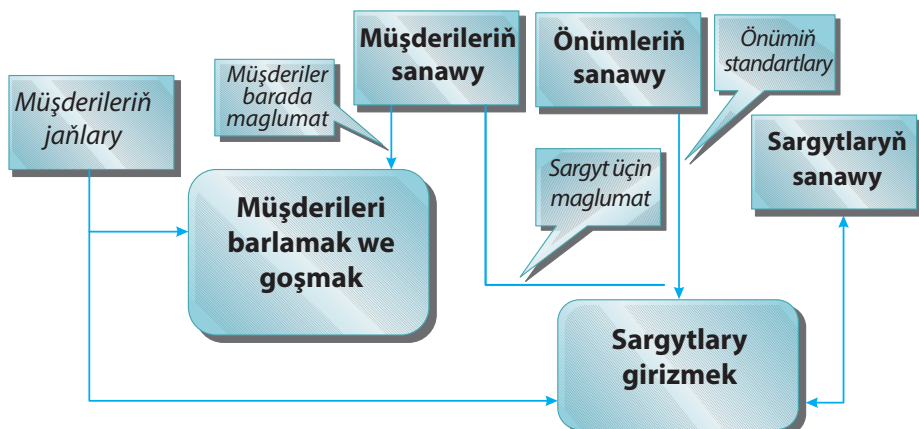 Müşderileriň
jaňlary
Müşderiler
barada
maglumat
Müşderileriň
sanawy
Önümleriň
sanawy
Önümiň
standartlary
Sargytlaryň
sanawy
Sargyt üçin
maglumat
Müşderileri
barlamak we
goşmak
Sargytlary
girizmek